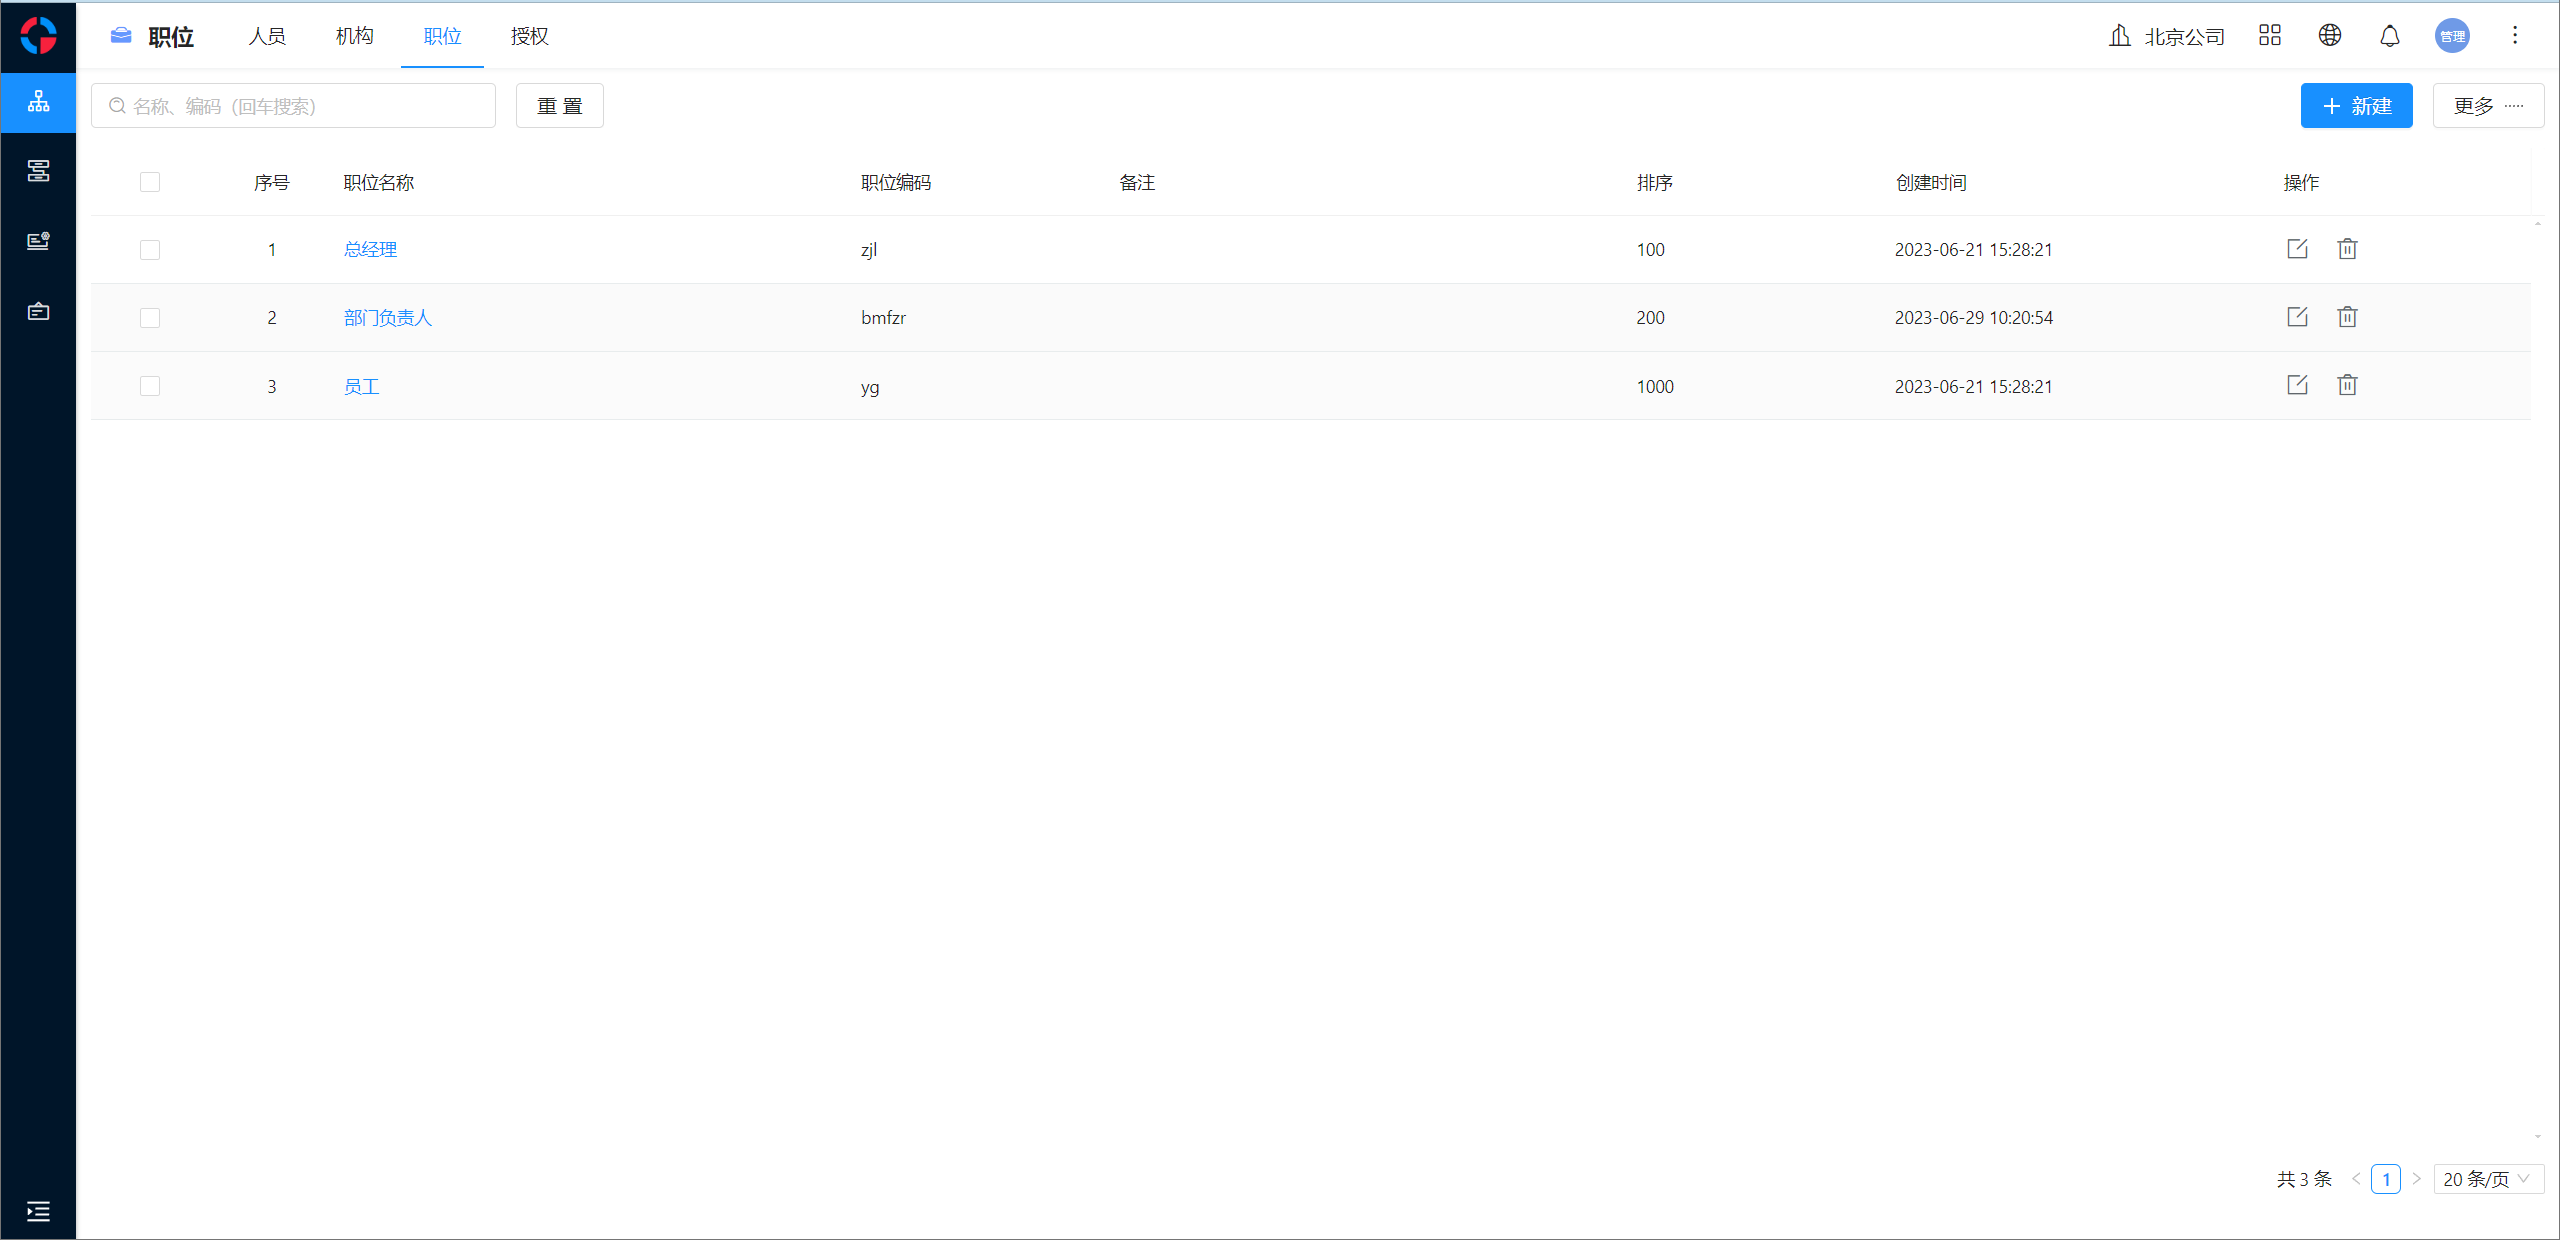 职位 人员 机构 职位 授权 北京公司 管理
名称、编码（回车搜索） 重 置 新建 更多
序号 职位名称 职位编码 备注 排序 创建时间 操作
1 总经理 zjl 100 2023-06-21 15:28:21
2 部门负责人 bmfzr 200 2023-06-29 10:20:54
3 员工 yg 1000 2023-06-21 15:28:21
共 3 条 1 20 条/页